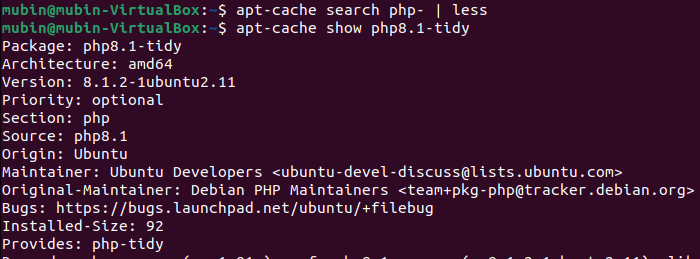 mubin@mubin-VirtualBox:~$ apt-cache search php- | less
mubin@mubin-VirtualBox:~$ apt-cache show php8.1-tidy
Package: php8.1-tidy
Architecture: amd64
Version: 8.1.2-1ubuntu2.11
Priority: optional
Section: php
Source: php8.1
Origin: Ubuntu
Maintainer: Ubuntu Developers <ubuntu-devel-discuss@lists.ubuntu.com>
Original-Maintainer: Debian PHP Maintainers <team+pkg-php@tracker.debian.org>
Bugs: https://bugs.launchpad.net/ubuntu/+filebug
Installed-Size: 92
Provides: php-tidy